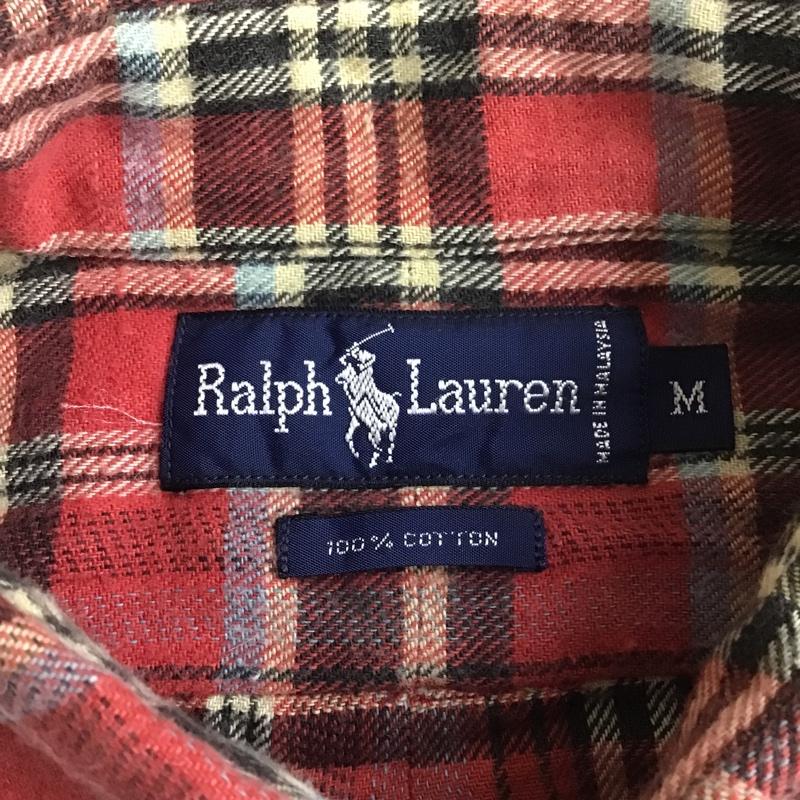 Ralph Lauren
MADE IN MALAYSIA
M
100% COTTON